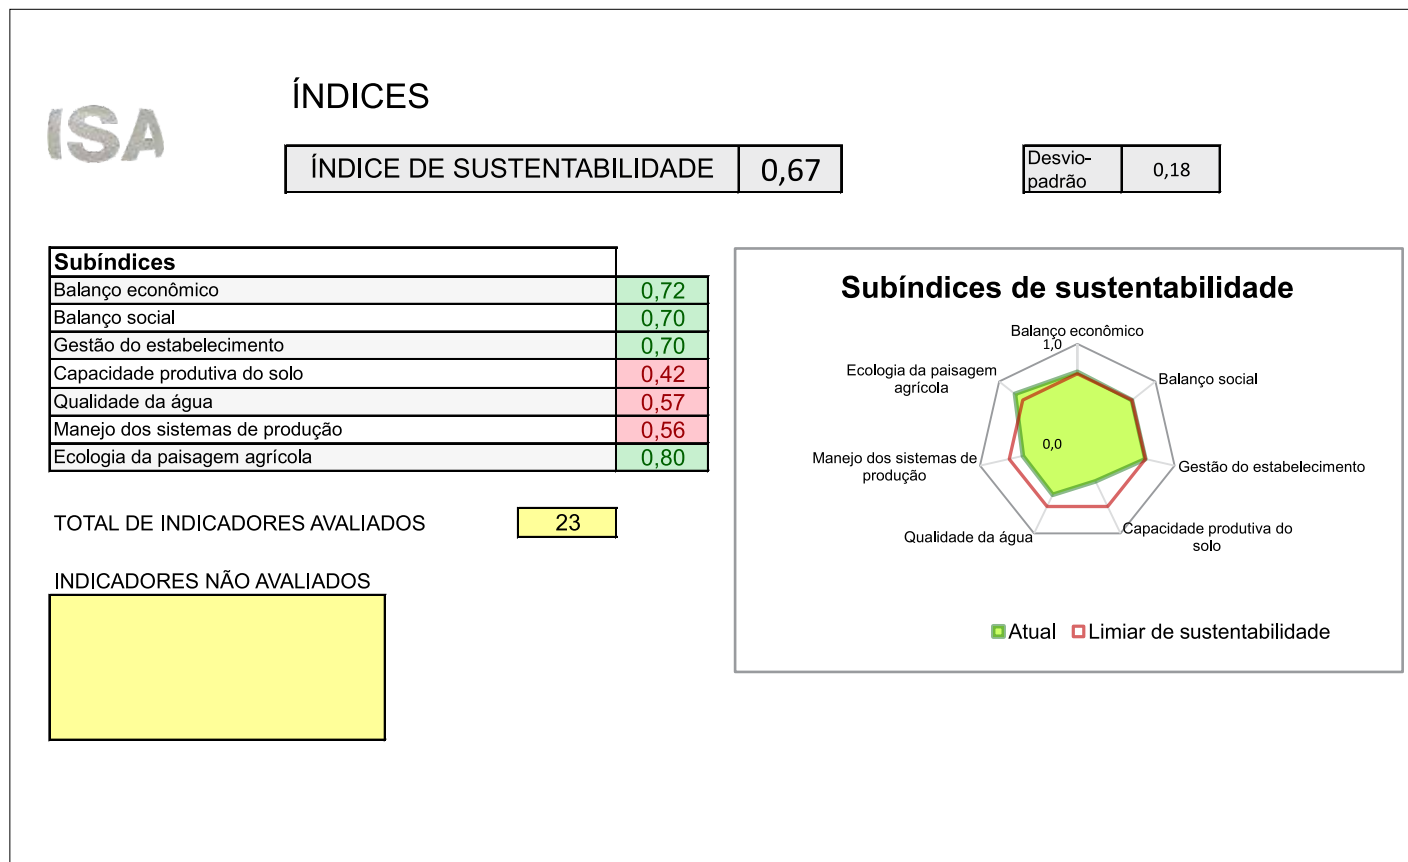 ISA
ÍNDICES
ÍNDICE DE SUSTENTABILIDADE 0,67
Desvio-
padrão
0,18
Subíndices
Balanço econômico 0,72
Balanço social 0,70
Gestão do estabelecimento 0,70
Capacidade produtiva do solo 0,42
Qualidade da água 0,57
Manejo dos sistemas de produção 0,56
Ecologia da paisagem agrícola 0,80
TOTAL DE INDICADORES AVALIADOS 23
INDICADORES NÃO AVALIADOS
Subíndices de sustentabilidade
Balanço econômico
1,0
Ecologia da paisagem
agrícola
Balanço social
0,0
Manejo dos sistemas de
produção
Gestão do estabelecimento
Qualidade da água
Capacidade produtiva do
solo
Atual Limiar de sustentabilidade